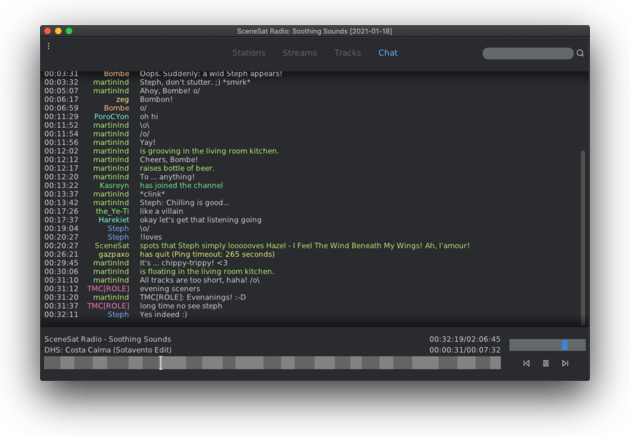 SceneSat Radio: Soothing Sounds [2021-01-18]
Stations Streams Tracks Chat
00:03:31 Bombe Oops. Suddenly: a wild Steph appears!
00:03:32 martinInd Steph, don't stutter. ;) *smirk*
00:05:07 martinInd Ahoy, Bombe! o/
00:06:17 zeg Bombon!
00:06:59 Bombe o/
00:11:29 PoroCYon oh hi
00:11:52 martinInd \o\
00:11:54 martinInd /o/
00:11:56 martinInd Yay!
00:12:02 martinInd is grooving in the living room kitchen.
00:12:12 martinInd Cheers, Bombe!
00:12:17 martinInd raises bottle of beer.
00:12:20 martinInd To ... anything!
00:13:22 Kasreyn has joined the channel
00:13:37 martinInd *clink*
00:13:42 martinInd Steph: Chilling is good...
00:17:26 the_Ye-Ti like a villain
00:17:37 Harekiet okay let's get that listening going
00:19:04 Steph \o/
00:20:27 Steph !loves
00:20:27 SceneSat spots that Steph simply loooooves Hazel - I Feel The Wind Beneath My Wings! Ah, l'amour!
00:26:21 gazpaxo has quit (Ping timeout: 265 seconds)
00:29:45 martinInd It's ... chippy-trippy! <3
00:30:06 martinInd is floating in the living room kitchen.
00:31:10 martinInd All tracks are too short, haha! /o\
00:31:12 TMC[ROLE] evening sceners
00:31:20 martinInd TMC[ROLE]: Evenanings! :-D
00:31:37 TMC[ROLE] long time no see steph
00:32:11 Steph Yes indeed :)
SceneSat Radio - Soothing Sounds 00:32:19/02:06:45
DHS: Costa Calma (Sotavento Edit) 00:00:31/00:07:32